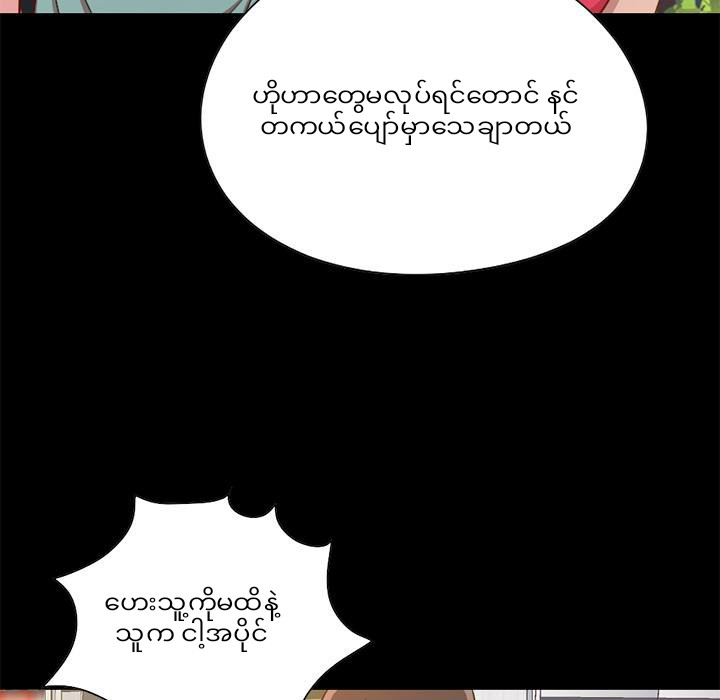 ဟိုဟာတွေမလုပ်ရင်တောင် နင်
တကယ်ပျော်မှာသေချာတယ်
ဟေးသူ့ကိုမထိနဲ့
သူက ငါ့အပိုင်